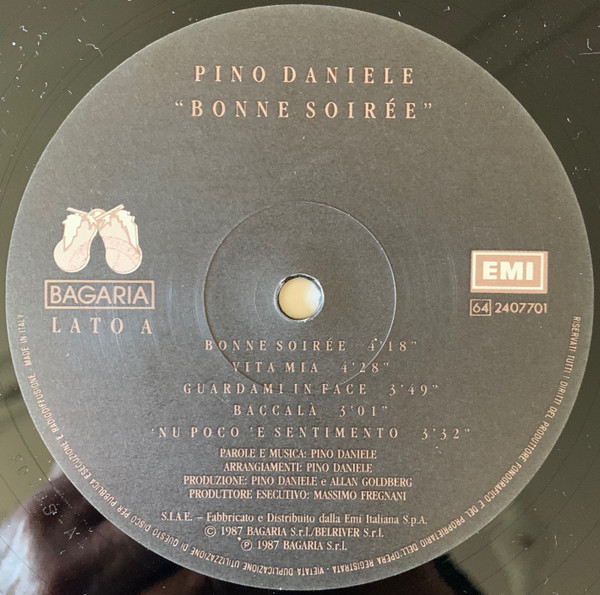 PINO DANIELE
"BONNE SOIRÉE"
BAGARIA
LATO A
EMI
64 2407701
BONNE SOIRÉE 4'18"
VITA MIA 4'28"
GUARDAMI IN FACE 3'49"
BACCALÀ 3'01"
'NU POCO 'E SENTIMENTO 3'32"
PAROLE E MUSICA: PINO DANIELE
ARRANGIAMENTI: PINO DANIELE
PRODUZIONE: PINO DANIELE e ALLAN GOLDBERG
PRODUTTORE ESECUTIVO: MASSIMO FREGNANI
S.I.A.E. – Fabbricato e Distribuito dalla Emi Italiana S.p.A.
© 1987 BAGARIA S.r.l./BELRIVER S.r.l.
℗ 1987 BAGARIA S.r.l.
RISERVATI TUTTI I DIRITTI DEL PRODUTTORE FONOGRAFICO E DEL PROPRIETARIO DELL'OPERA REGISTRATA - VIETATA DUPLICAZIONE UTILIZZAZIONE DI QUESTO DISCO PER PUBBLICA ESECUZIONE E RADIODIFFUSIONE - MADE IN ITALY